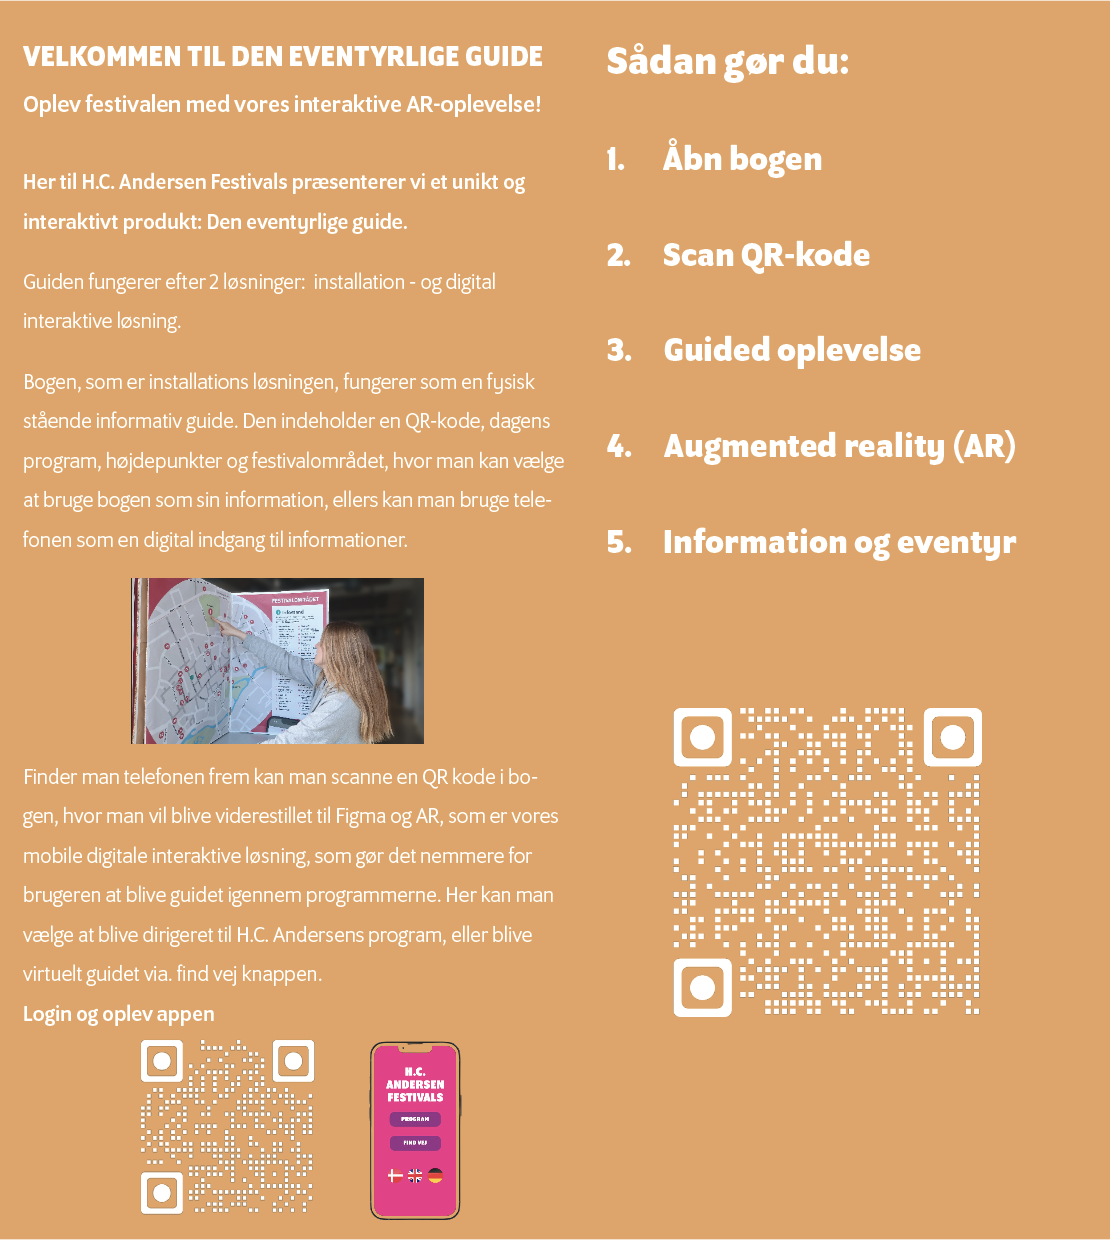 VELKOMMEN TIL DEN EVENTYRLIGE GUIDE
Oplev festivalen med vores interaktive AR-oplevelse!
Her til H.C. Andersen Festivals præsenterer vi et unikt og
interaktivt produkt: Den eventyrlige guide.
Guiden fungerer efter 2 løsninger:  installation - og digital
interaktive løsning.
Bogen, som er installations løsningen, fungerer som en fysisk
stående informativ guide. Den indeholder en QR-kode, dagens
program, højdepunkter og festivalområdet, hvor man kan vælge
at bruge bogen som sin information, ellers kan man bruge tele-
fonen som en digital indgang til informationer.
FESTIVALOMRÅDET
Finder man telefonen frem kan man scanne en QR kode i bo-
gen, hvor man vil blive viderestillet til Figma og AR, som er vores
mobile digitale interaktive løsning, som gør det nemmere for
brugeren at blive guidet igennem programmerne. Her kan man
vælge at blive dirigeret til H.C. Andersens program, eller blive
virtuelt guidet via. find vej knappen.
Login og oplev appen
H.C.
ANDERSEN
FESTIVALS
PROGRAM
FIND VEJ
Sådan gør du:
1. Åbn bogen
2. Scan QR-kode
3. Guided oplevelse
4. Augmented reality (AR)
5. Information og eventyr